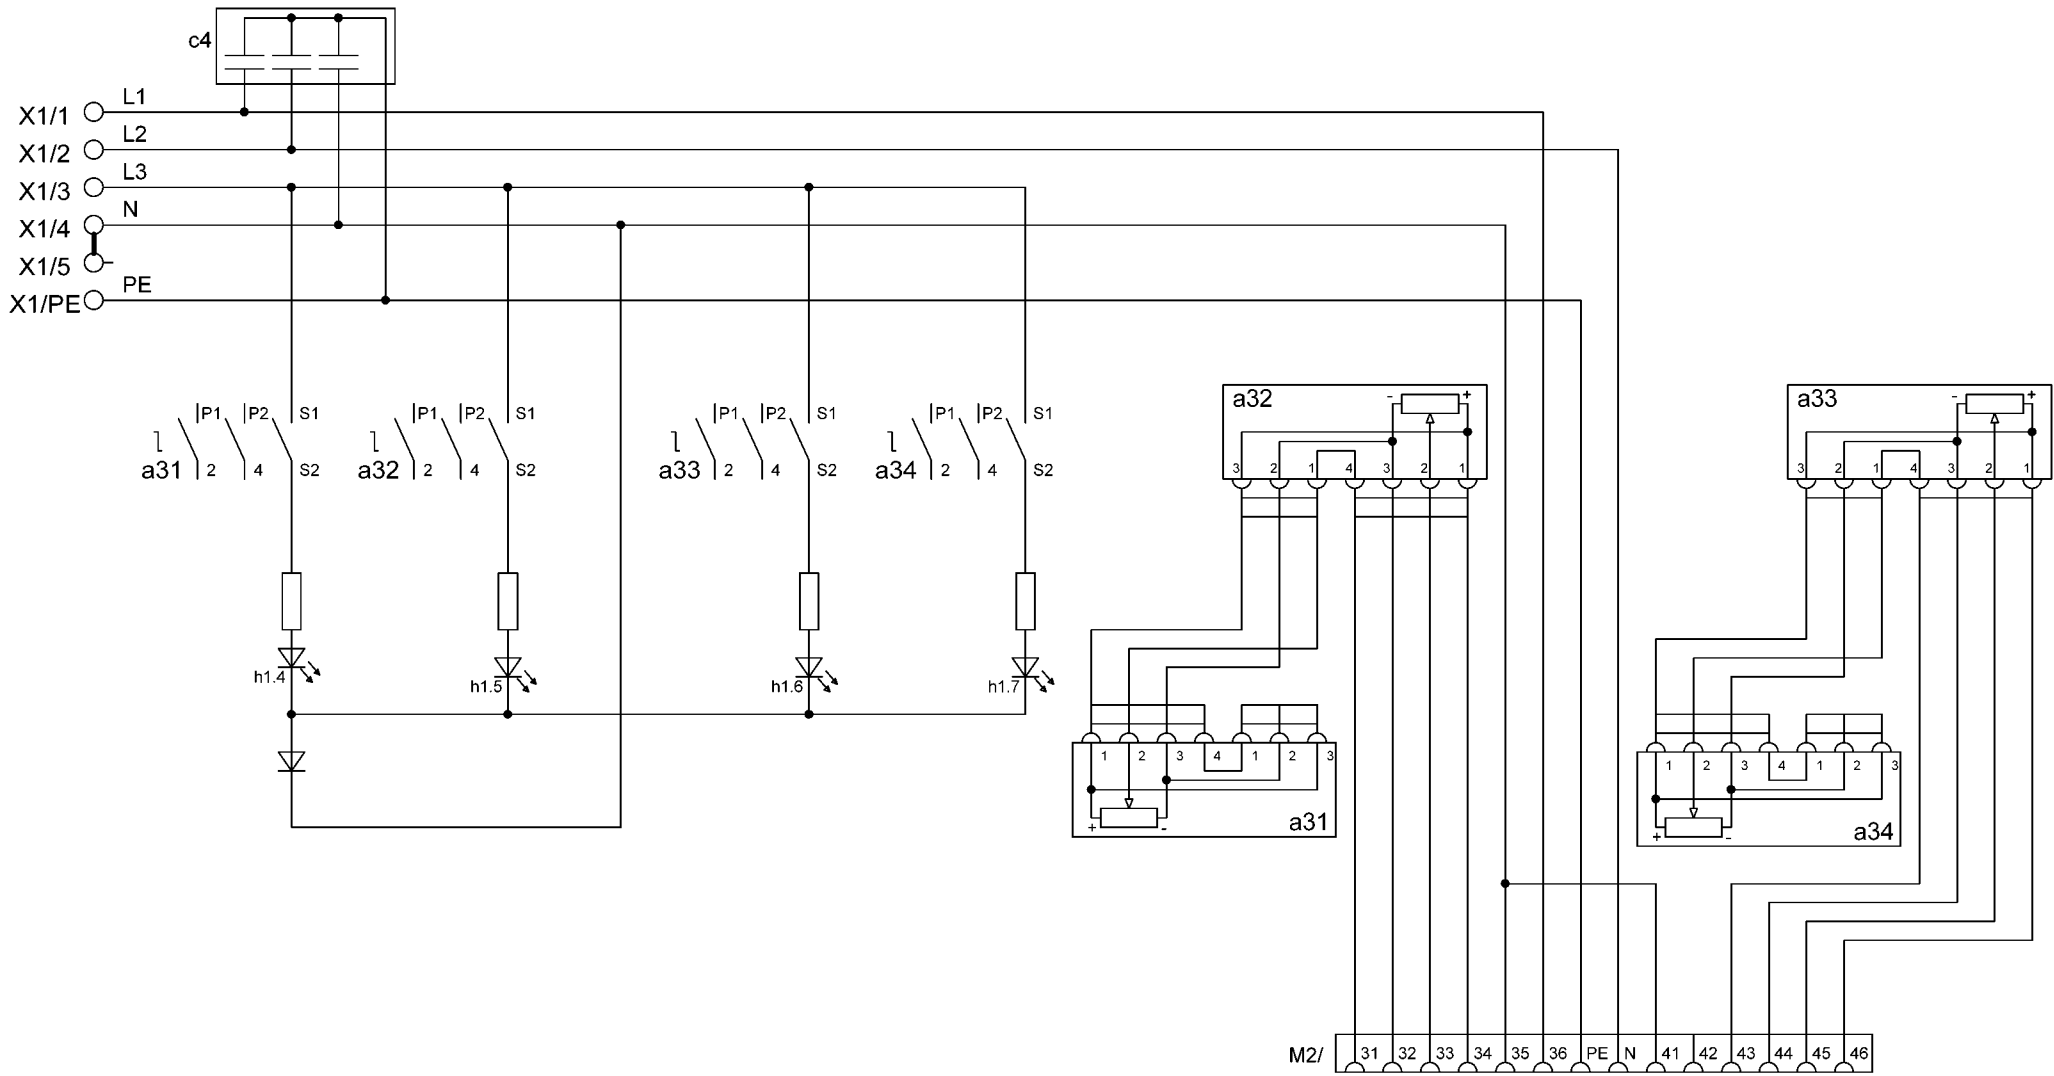 c4
L1
X1/1
L2
X1/2
L3
X1/3
N
X1/4
X1/5
PE
X1/PE
P1 P2 S1 P1 P2 S1 P1 P2 S1 P1 P2 S1
a31 2 4 S2 a32 2 4 S2 a33 2 4 S2 a34 2 4 S2
h1.4 h1.5 h1.6 h1.7
a32 - +
3 2 1 4 3 2 1
a33 - +
3 2 1 4 3 2 1
1 2 3 4 1 2 3
+ - a31
1 2 3 4 1 2 3
+ - a34
M2/ 31 32 33 34 35 36 PE N 41 42 43 44 45 46